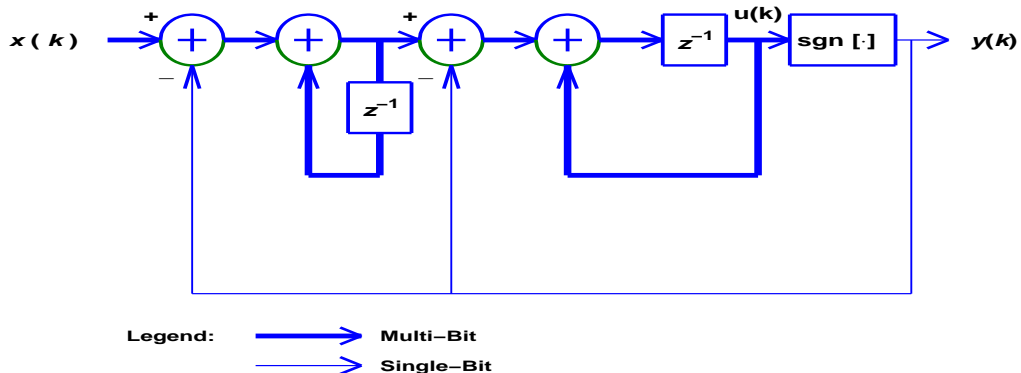 + + u(k)
x ( k ) + + + + z⁻¹ sgn [·] y(k)
− − 
z⁻¹
Legend: Multi−Bit
Single−Bit